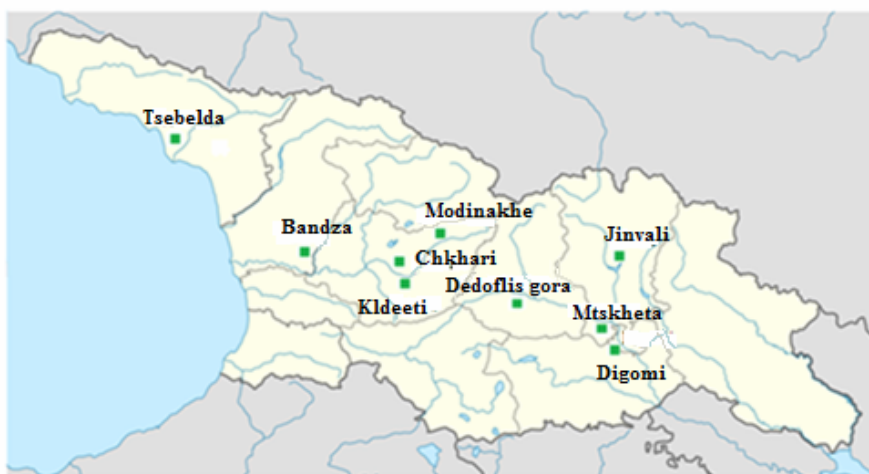 Tsebelda
Bandza
Modinakhe
Jinvali
Chkhari
Dedoflis gora
Kldeeti
Mtskheta
Digomi